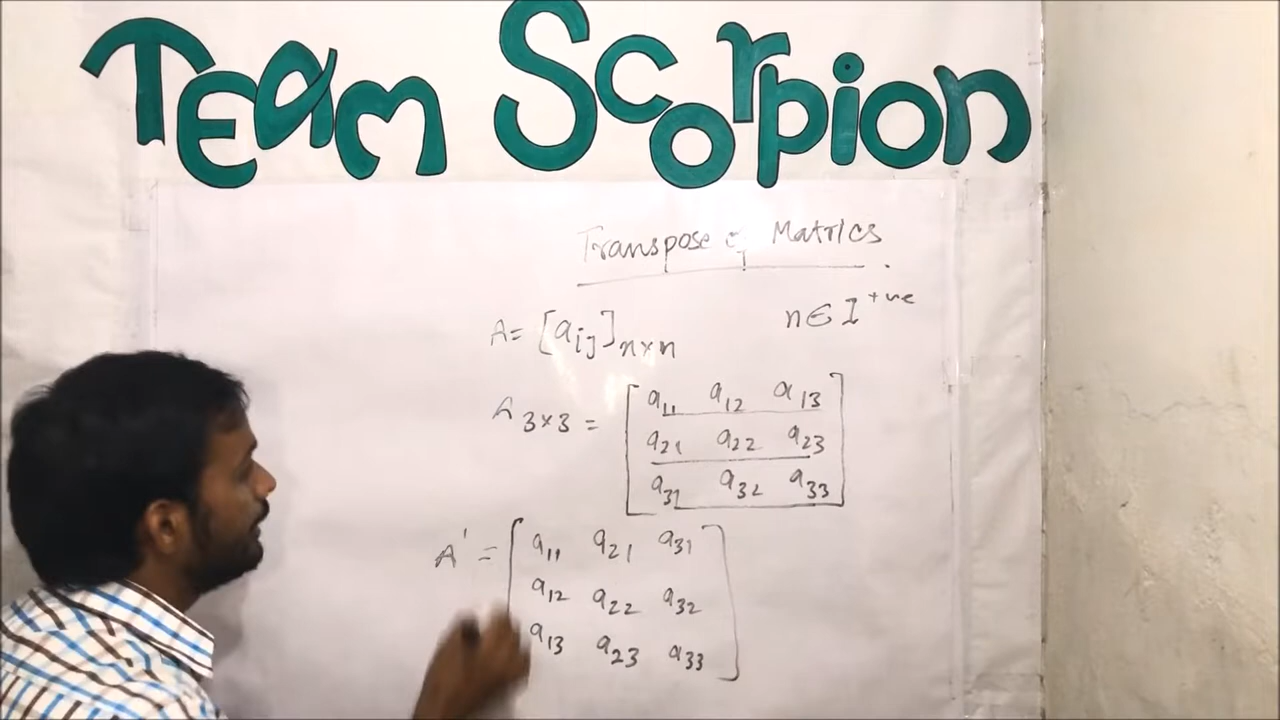 Team Scorpion
Transpose of Matrics
A = [aij]n×n n ∈ I +ve
A 3×3 = [a11 a12 a13
a21 a22 a23
a31 a32 a33]
A' = [a11 a21 a31
a12 a22 a32
a13 a23 a33]